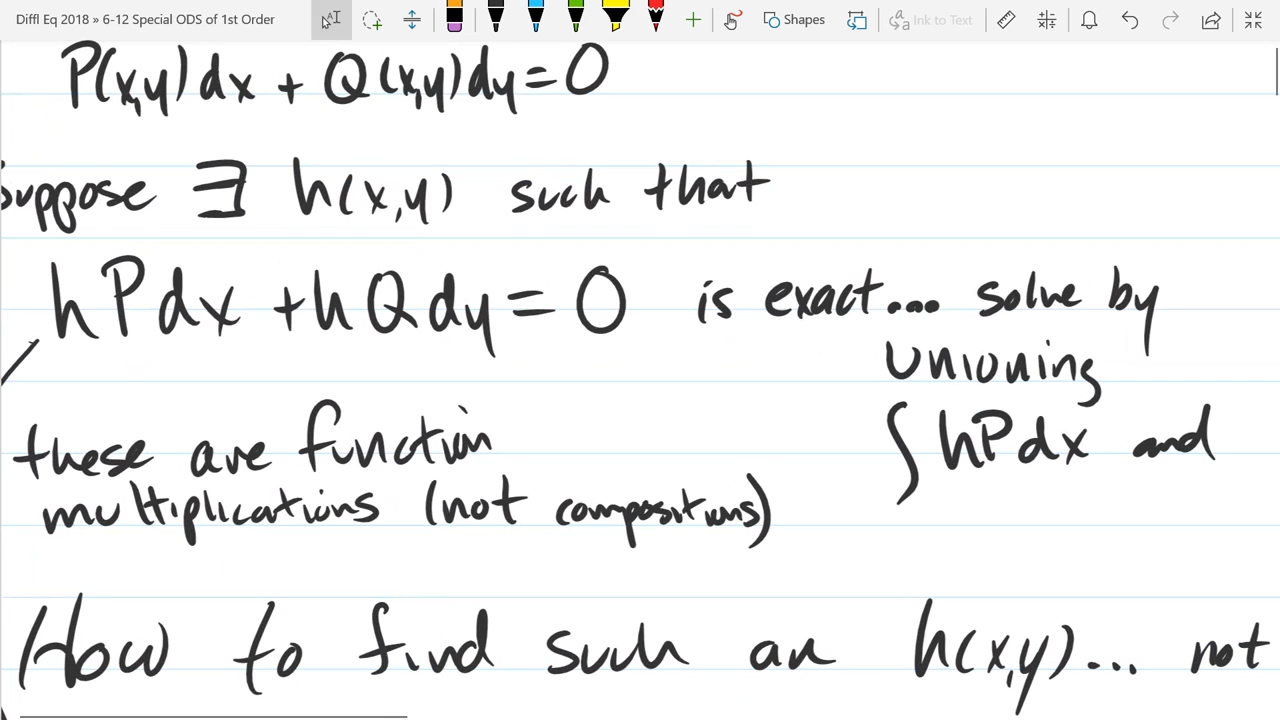 Diffl Eq 2018 » 6-12 Special ODS of 1st Order
Shapes
Ink to Text
P(x,y)dx + Q(x,y)dy = 0
Suppose ∃ h(x,y) such that
hPdx + hQdy = 0 is exact... solve by
unioning
∫ hPdx and
these are function
multiplications (not compositions)
How to find such an h(x,y)... not